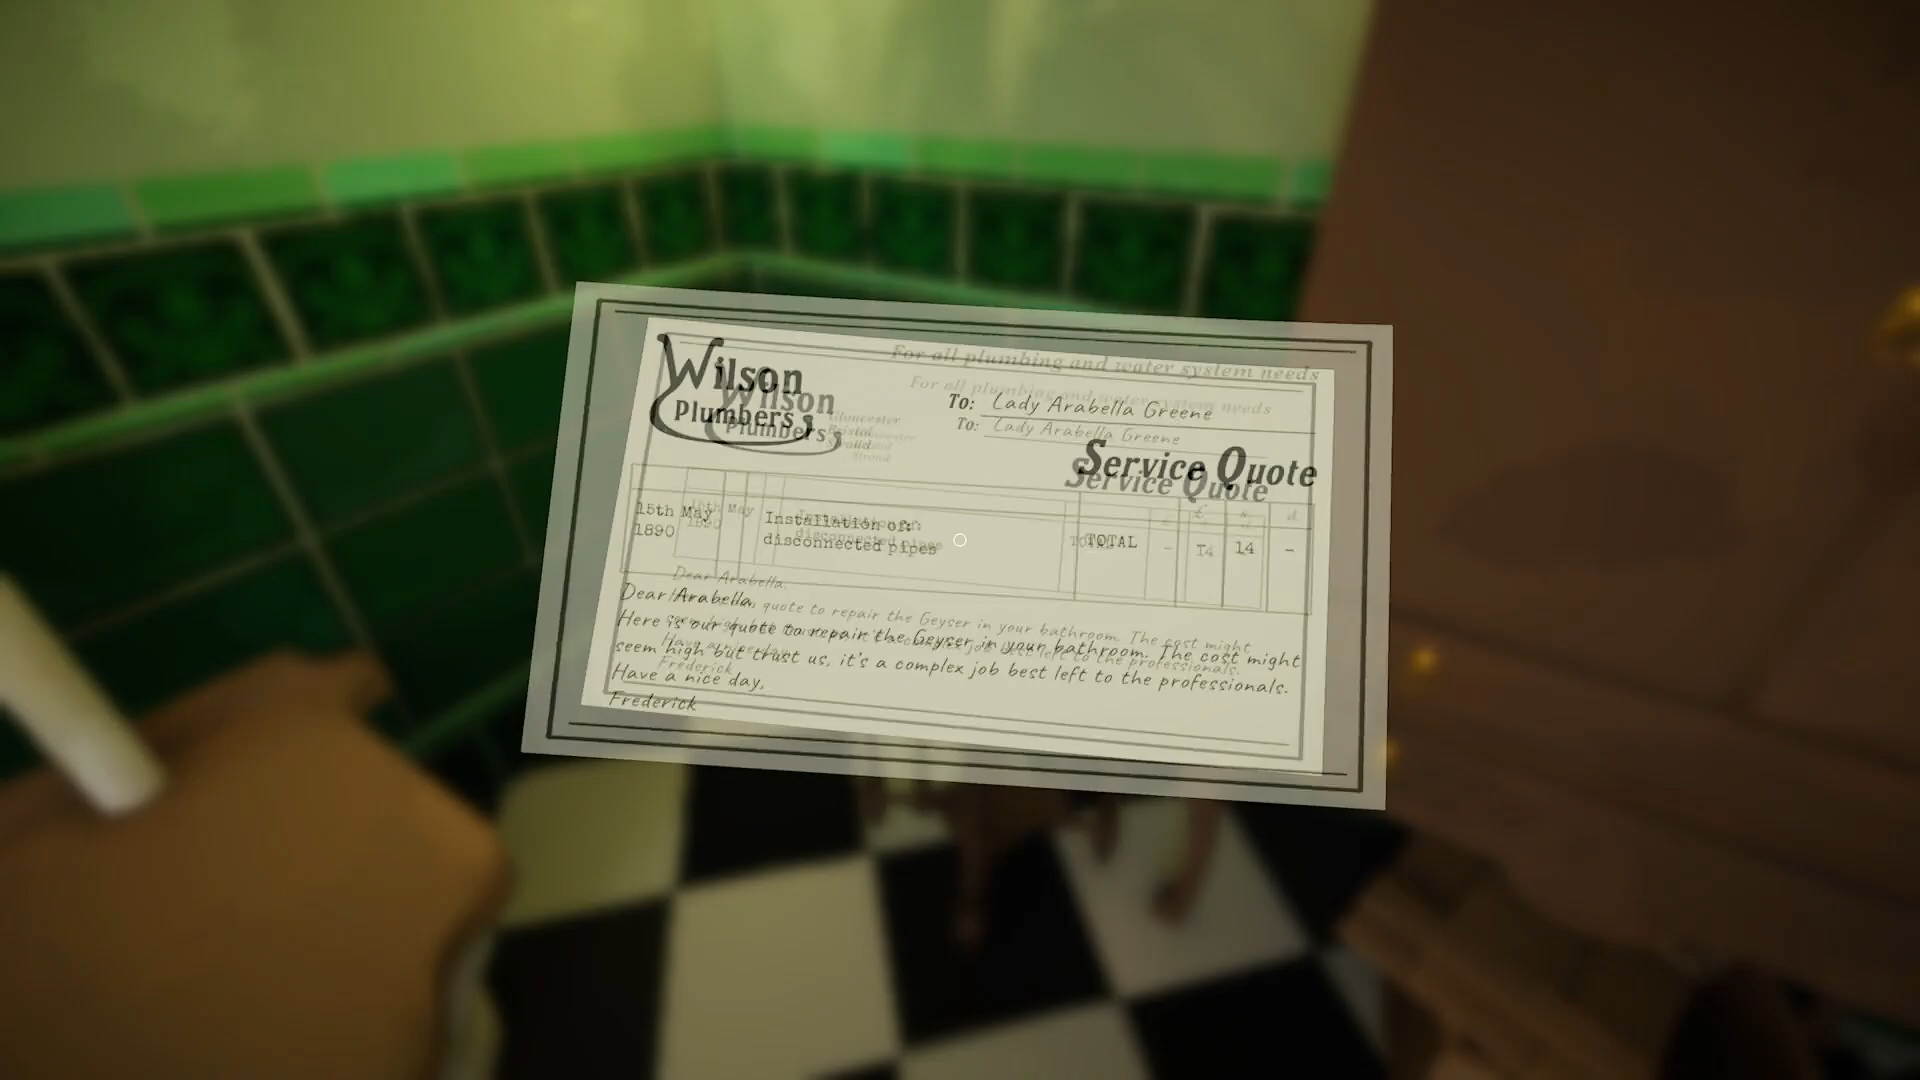 For all plumbing and water system needs
Wilson
Plumbers
Gloucester
Bristol
Stroud
To: Lady Arabella Greene
Service Quote
£ s. d.
15th May
1890
Installation of:
disconnected pipes
TOTAL
14
-
Dear Arabella,
Here is our quote to repair the Geyser in your bathroom. The cost might
seem high but trust us, it's a complex job best left to the professionals.
Have a nice day,
Frederick